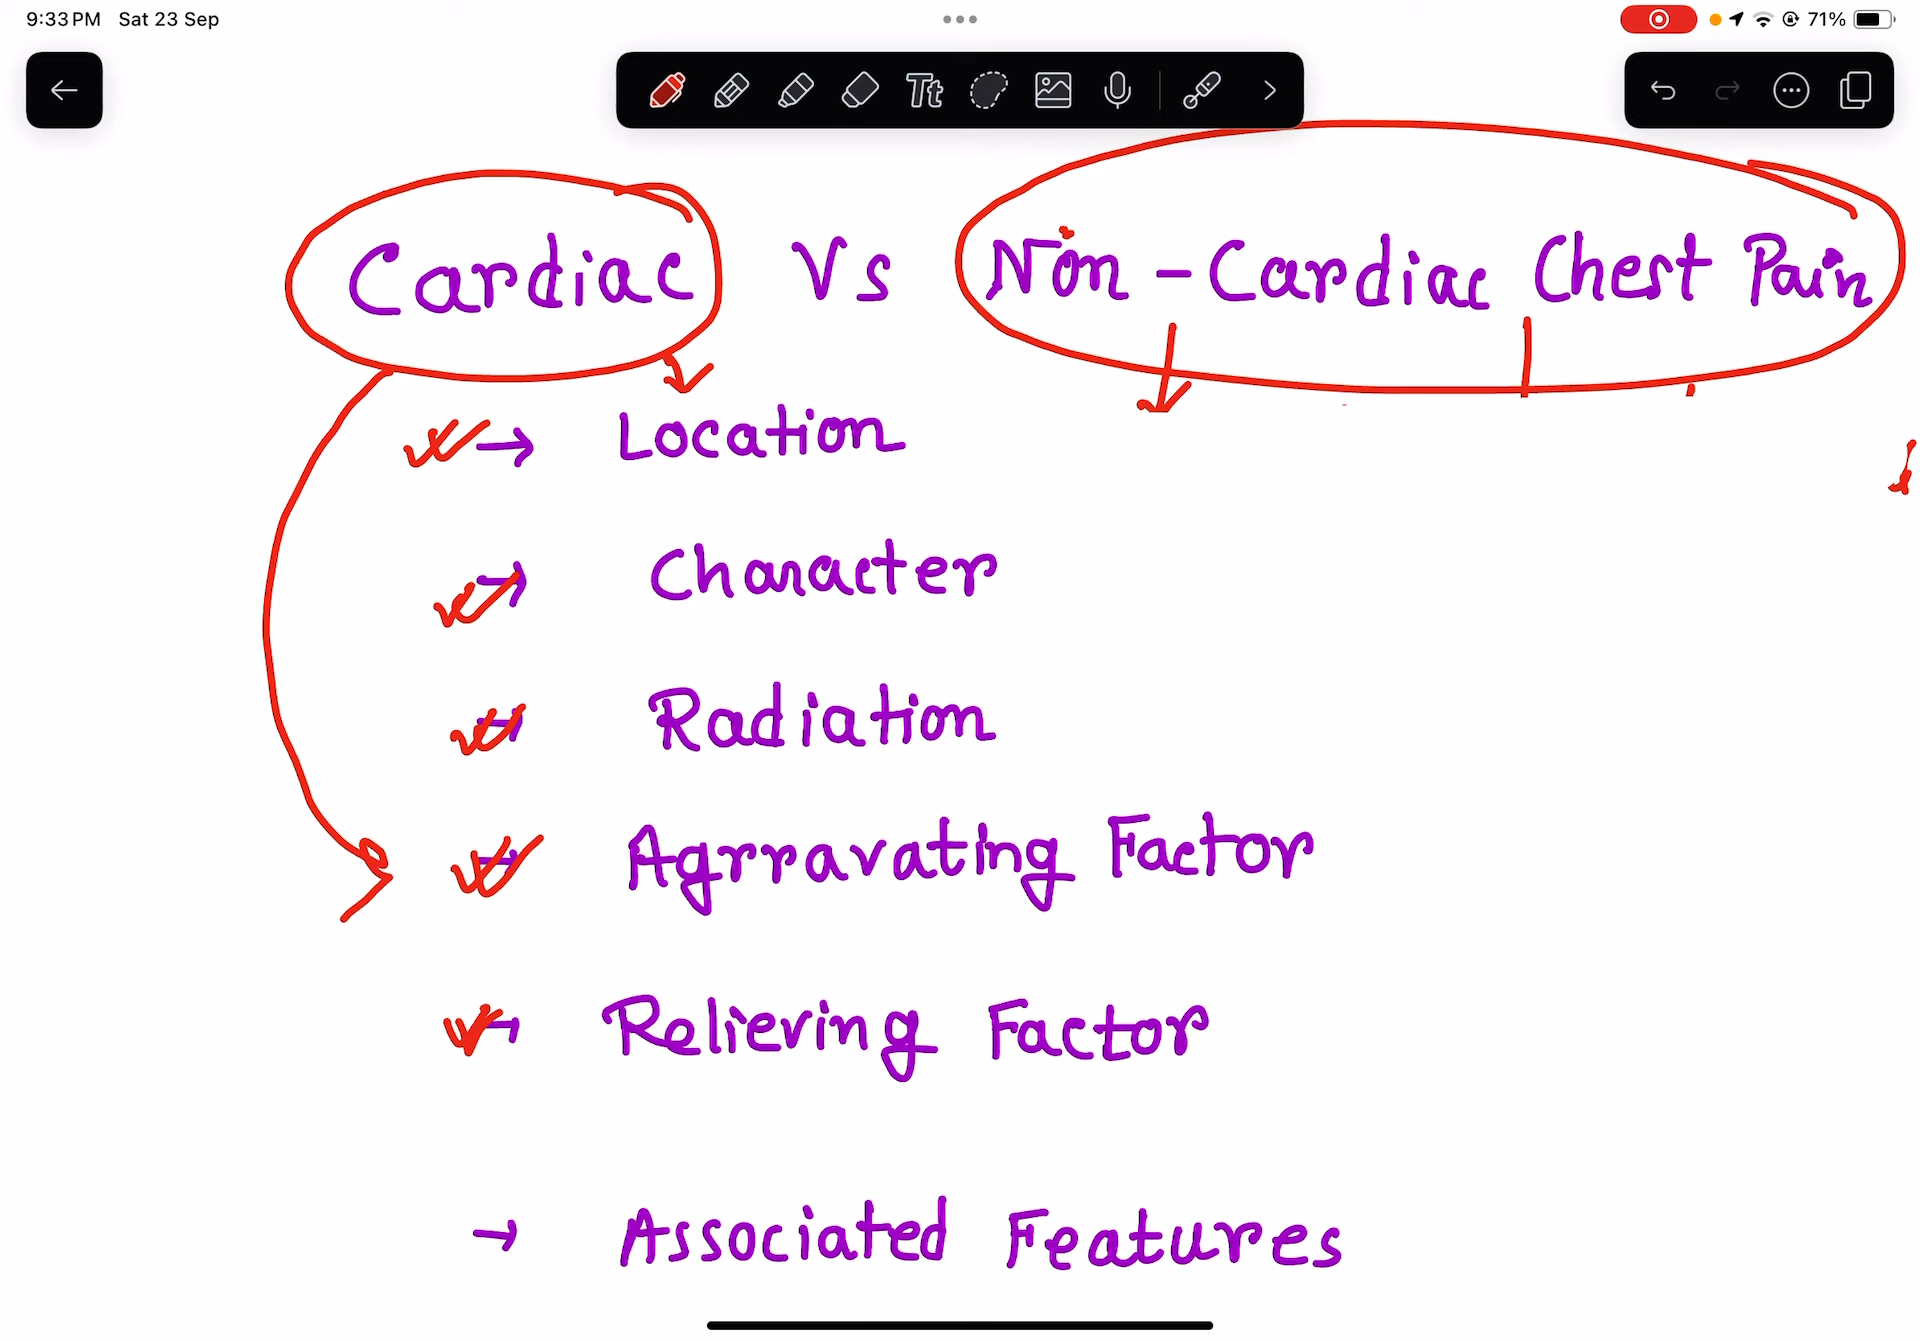 9:33 PM Sat 23 Sep 71%
Tt
Cardiac Vs Non-Cardiac Chest Pain
→ Location
→ Character
→ Radiation
→ Agrravating Factor
→ Relieving Factor
→ Associated Features